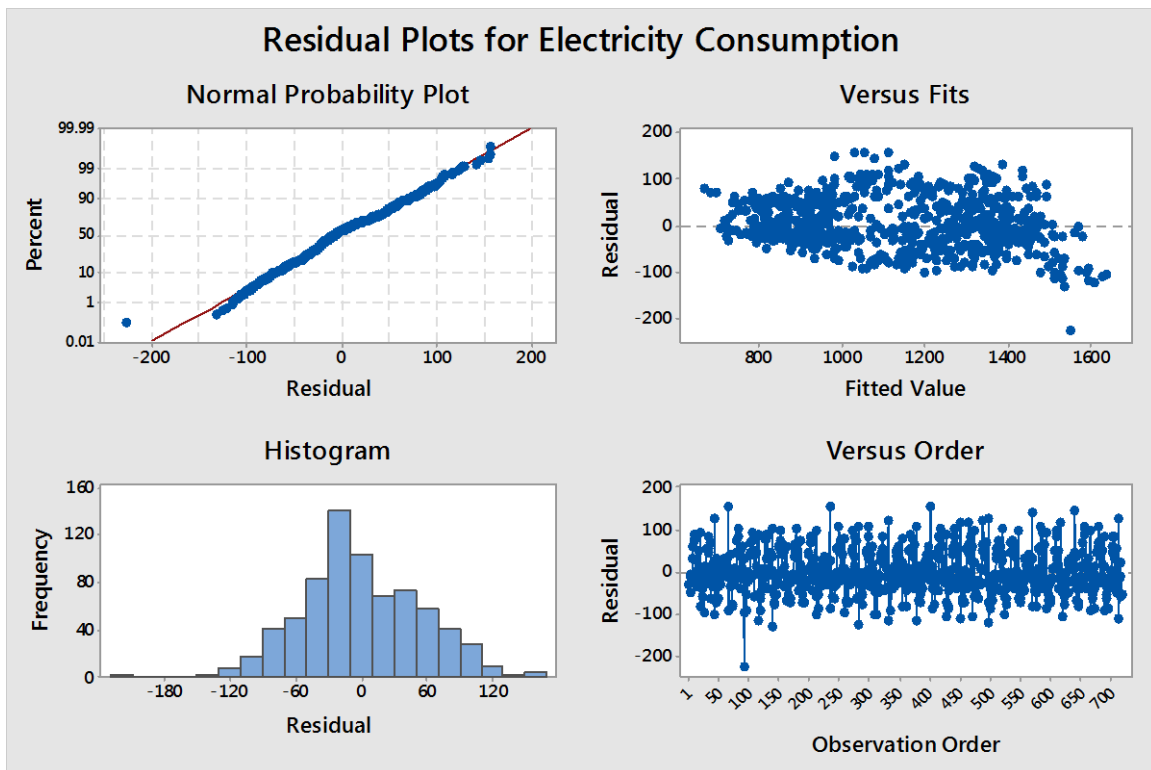 Residual Plots for Electricity Consumption
Normal Probability Plot
99.99
99
90
50
10
1
0.01
Percent
-200 -100 0 100 200
Residual
Versus Fits
200
100
0
-100
-200
Residual
800 1000 1200 1400 1600
Fitted Value
Histogram
160
120
80
40
0
Frequency
-180 -120 -60 0 60 120
Residual
Versus Order
200
100
0
-100
-200
Residual
1 50 100 150 200 250 300 350 400 450 500 550 600 650 700
Observation Order